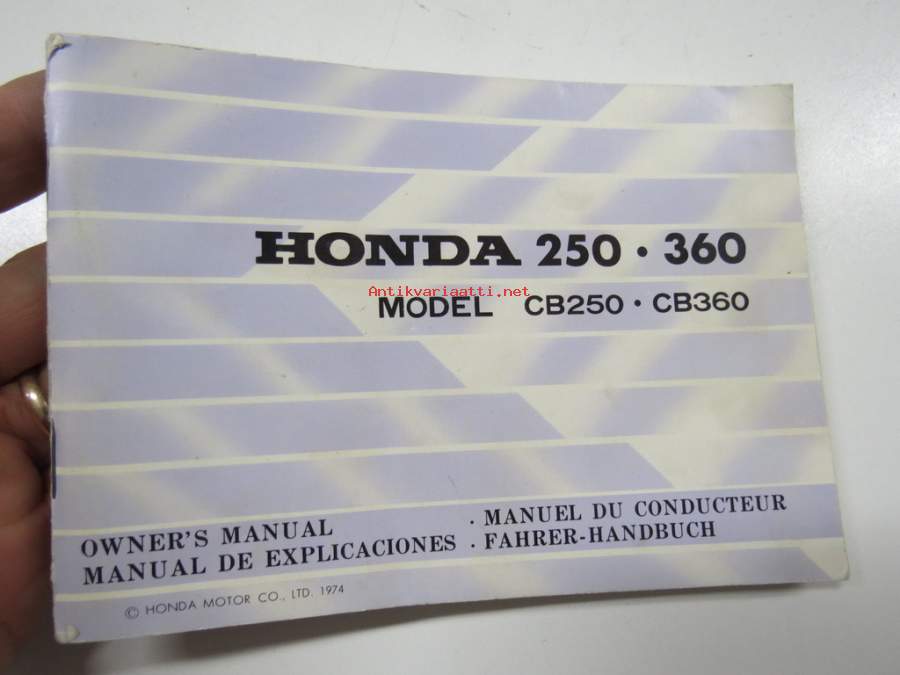 HONDA 250 • 360
Antikvariaatti.net
MODEL CB250 • CB360
OWNER'S MANUAL . MANUEL DU CONDUCTEUR
MANUAL DE EXPLICACIONES . FAHRER-HANDBUCH
© HONDA MOTOR CO., LTD. 1974